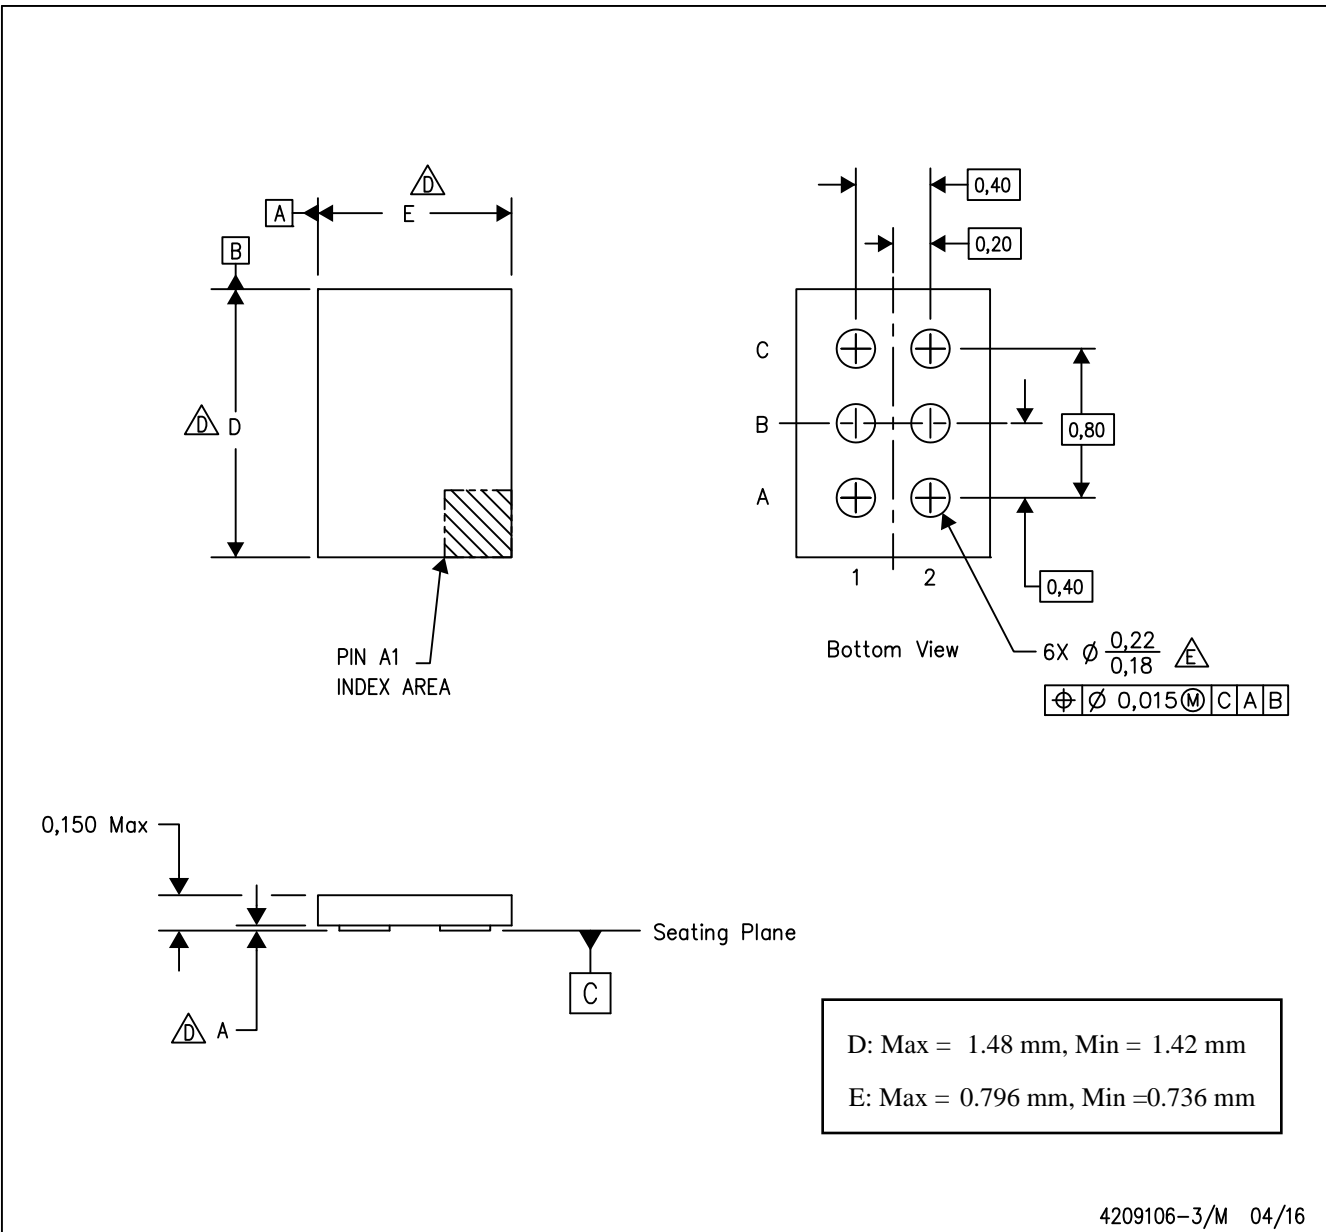 D
A
E
B
D D
PIN A1
INDEX AREA
0,40
0,20
C
B
A
0,80
1
2
0,40
Bottom View
6X Ø 0,22
0,18
E
⌖ Ø 0,015 Ⓜ C A B
0,150 Max
Seating Plane
C
D A
D: Max = 1.48 mm, Min = 1.42 mm
E: Max = 0.796 mm, Min =0.736 mm
4209106-3/M 04/16